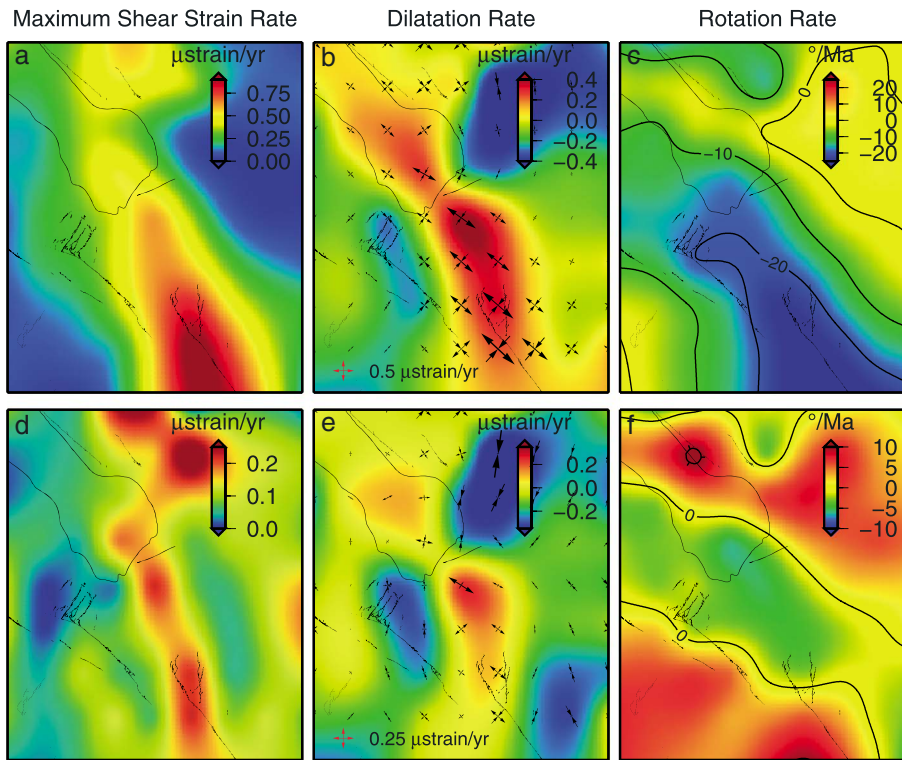 Maximum Shear Strain Rate
Dilatation Rate
Rotation Rate
a
μstrain/yr
0.75
0.50
0.25
0.00
b
μstrain/yr
0.4
0.2
0.0
−0.2
−0.4
0.5 μstrain/yr
c
°/Ma
20
10
0
−10
−20
0
−10
−20
d
μstrain/yr
0.2
0.1
0.0
e
μstrain/yr
0.2
0.0
−0.2
0.25 μstrain/yr
f
°/Ma
10
5
0
−5
−10
0
0